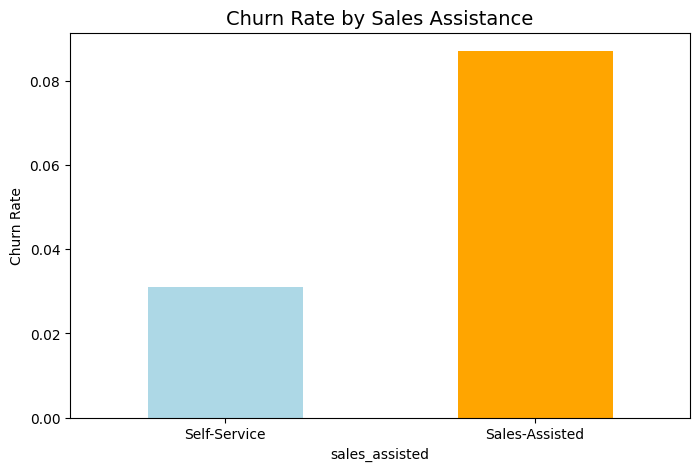 Churn Rate by Sales Assistance
Churn Rate
0.08
0.06
0.04
0.02
0.00
Self-Service
Sales-Assisted
sales_assisted